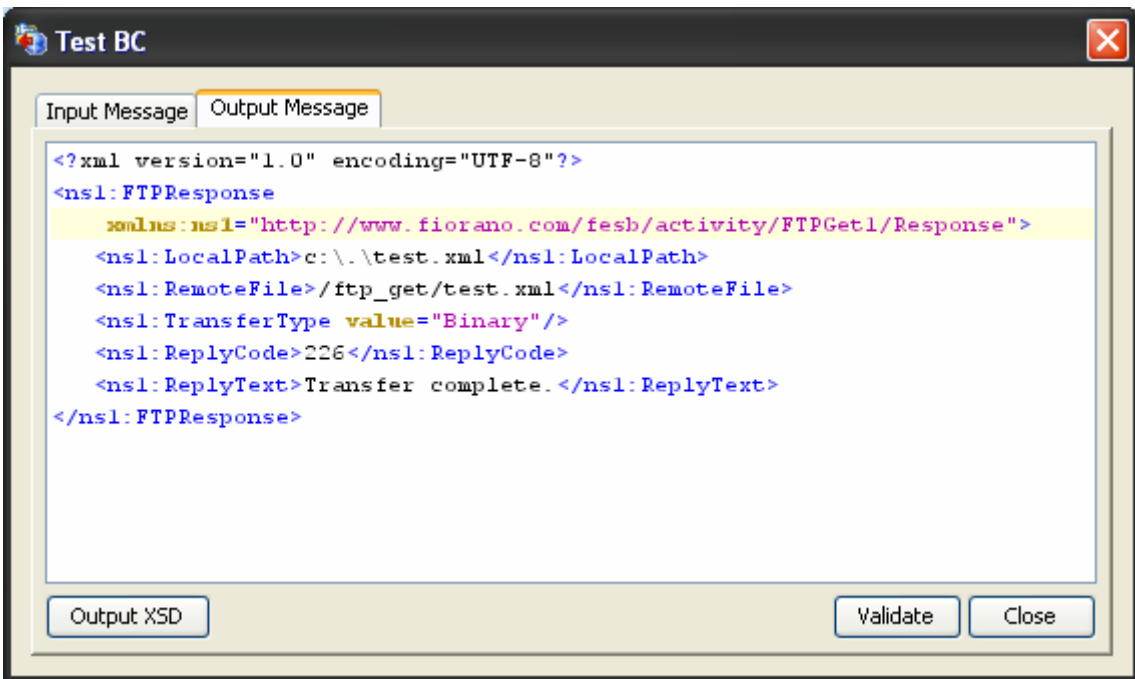 Test BC
Input Message
Output Message
<?xml version="1.0" encoding="UTF-8"?>
<ns1:FTPResponse
xmlns:ns1="http://www.fiorano.com/fesb/activity/FTPGet1/Response">
<ns1:LocalPath>c:\.\test.xml</ns1:LocalPath>
<ns1:RemoteFile>/ftp_get/test.xml</ns1:RemoteFile>
<ns1:TransferType value="Binary"/>
<ns1:ReplyCode>226</ns1:ReplyCode>
<ns1:ReplyText>Transfer complete.</ns1:ReplyText>
</ns1:FTPResponse>
Output XSD
Validate
Close